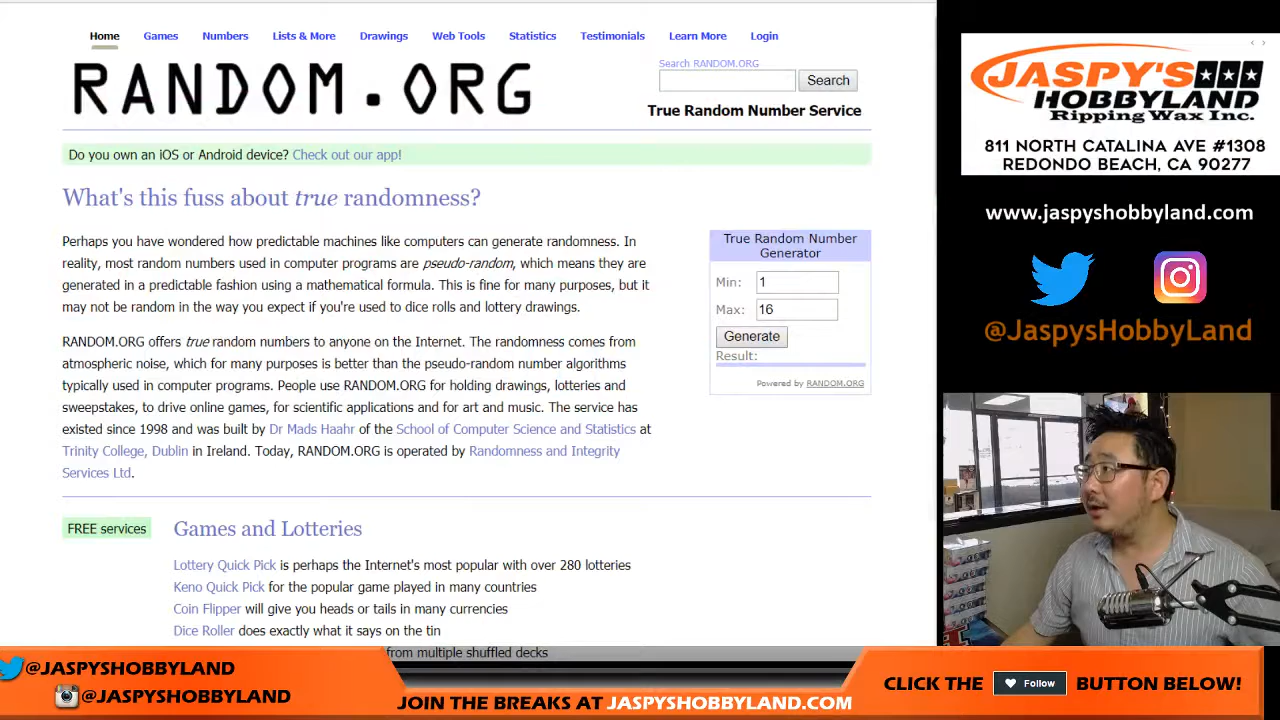 Home Games Numbers Lists & More Drawings Web Tools Statistics Testimonials Learn More Login
RANDOM.ORG
Search RANDOM.ORG
Search
True Random Number Service
Do you own an iOS or Android device? Check out our app!
What's this fuss about true randomness?
Perhaps you have wondered how predictable machines like computers can generate randomness. In
reality, most random numbers used in computer programs are pseudo-random, which means they are
generated in a predictable fashion using a mathematical formula. This is fine for many purposes, but it
may not be random in the way you expect if you're used to dice rolls and lottery drawings.
RANDOM.ORG offers true random numbers to anyone on the Internet. The randomness comes from
atmospheric noise, which for many purposes is better than the pseudo-random number algorithms
typically used in computer programs. People use RANDOM.ORG for holding drawings, lotteries and
sweepstakes, to drive online games, for scientific applications and for art and music. The service has
existed since 1998 and was built by Dr Mads Haahr of the School of Computer Science and Statistics at
Trinity College, Dublin in Ireland. Today, RANDOM.ORG is operated by Randomness and Integrity
Services Ltd.
True Random Number
Generator
Min: 1
Max: 16
Generate
Result:
Powered by RANDOM.ORG
FREE services
Games and Lotteries
Lottery Quick Pick is perhaps the Internet's most popular with over 280 lotteries
Keno Quick Pick for the popular game played in many countries
Coin Flipper will give you heads or tails in many currencies
Dice Roller does exactly what it says on the tin
from multiple shuffled decks
JASPY'S
HOBBYLAND
Ripping Wax Inc.
811 NORTH CATALINA AVE #1308
REDONDO BEACH, CA 90277
www.jaspyshobbyland.com
@JaspysHobbyLand
@JASPYSHOBBYLAND
@JASPYSHOBBYLAND
JOIN THE BREAKS AT JASPYSHOBBYLAND.COM
CLICK THE Follow BUTTON BELOW!